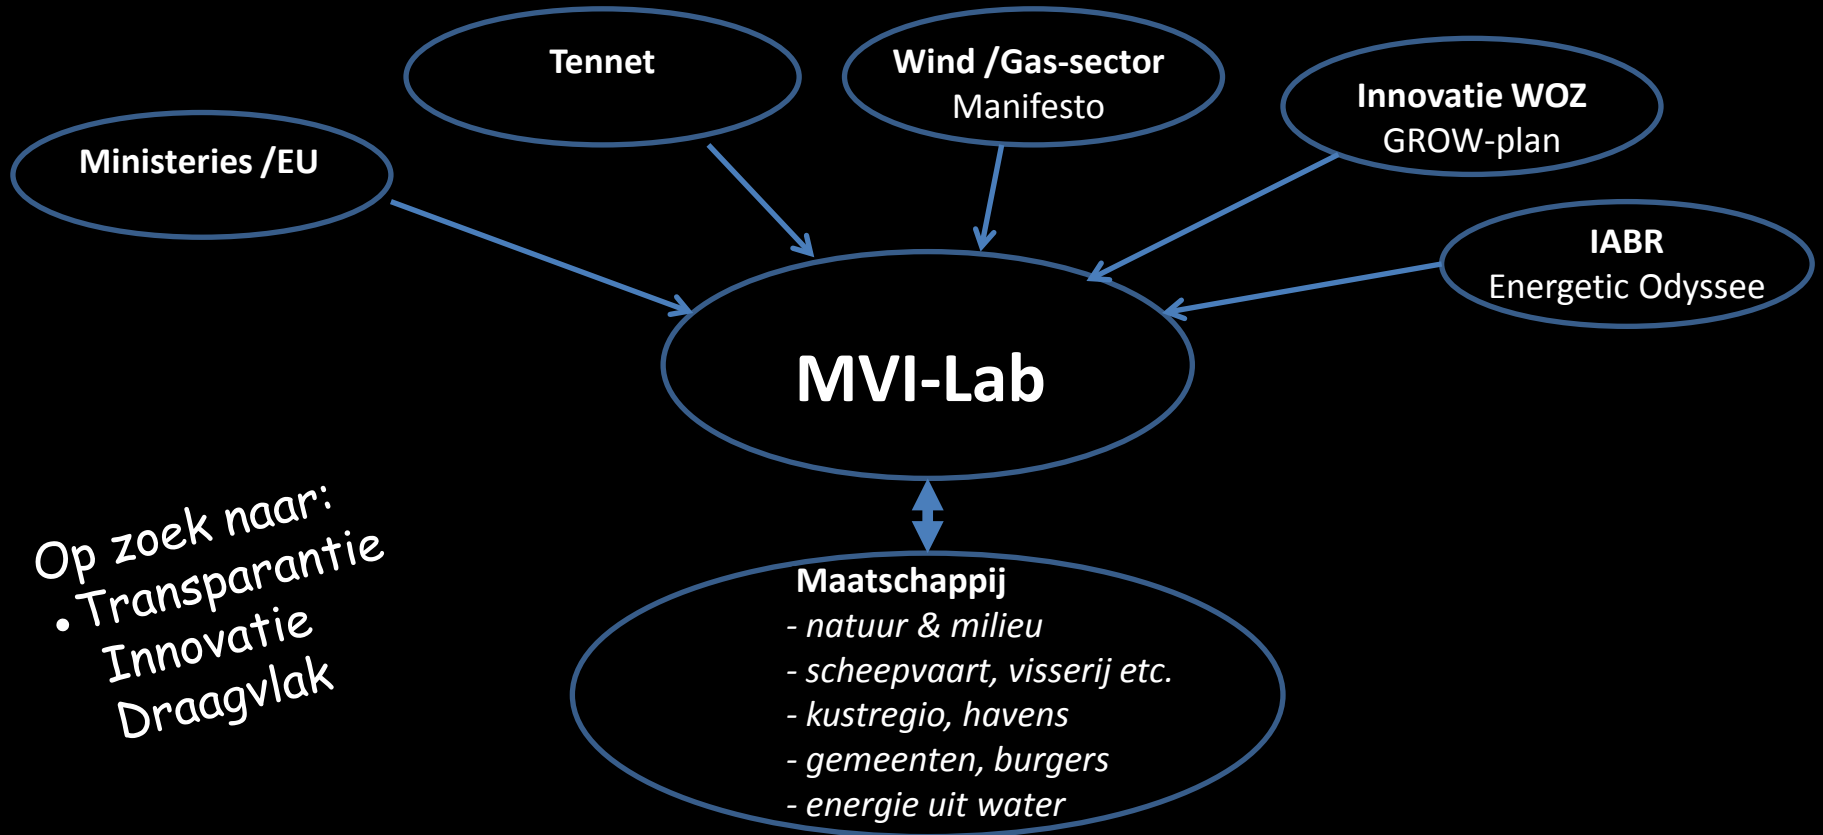 Tennet
Wind /Gas-sector
Manifesto
Innovatie WOZ
GROW-plan
Ministeries /EU
IABR
Energetic Odyssee
MVI-Lab
Op zoek naar:
• Transparantie
Innovatie
Draagvlak
Maatschappij
- natuur & milieu
- scheepvaart, visserij etc.
- kustregio, havens
- gemeenten, burgers
- energie uit water